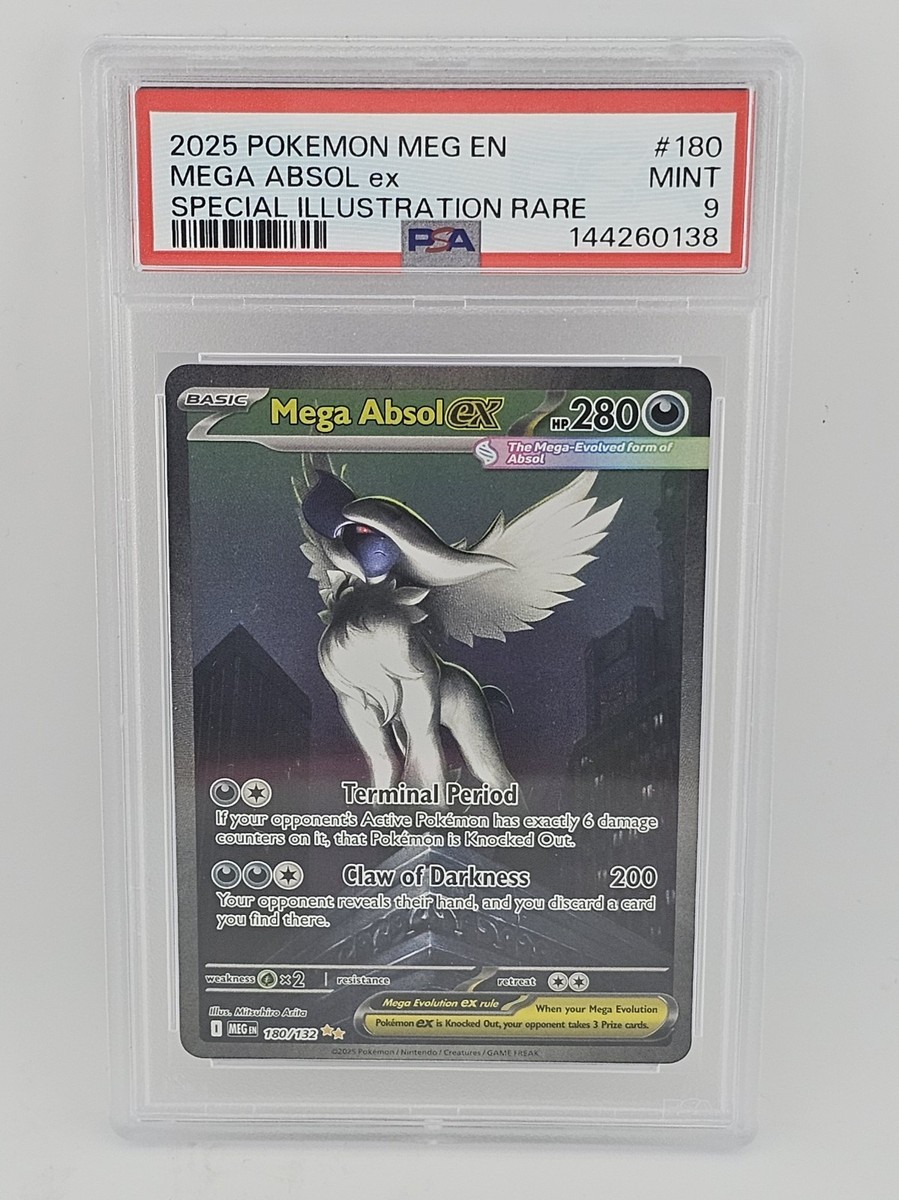 2025 POKEMON MEG EN #180
MEGA ABSOL ex MINT
SPECIAL ILLUSTRATION RARE 9
PSA 144260138
BASIC Mega Absol ex HP 280
The Mega-Evolved form of
Absol
Terminal Period
If your opponent's Active Pokémon has exactly 6 damage
counters on it, that Pokémon is Knocked Out.
Claw of Darkness 200
Your opponent reveals their hand, and you discard a card
you find there.
weakness ×2 resistance retreat
Illus. Mitsuhiro Arita
Mega Evolution ex rule When your Mega Evolution
Pokémon ex is Knocked Out, your opponent takes 3 Prize cards.
I MEG EN 180/132
©2025 Pokémon / Nintendo / Creatures / GAME FREAK